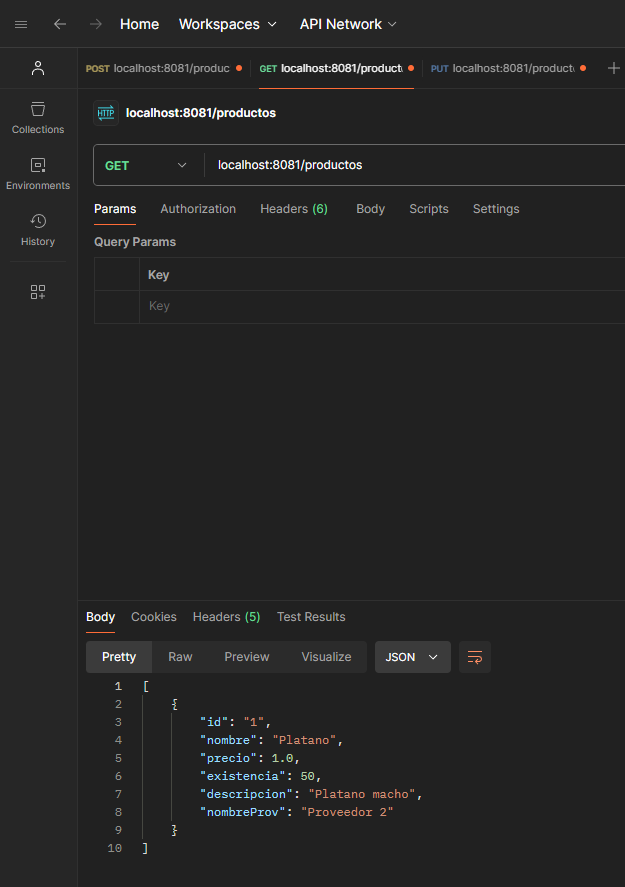 Home Workspaces API Network
POST localhost:8081/produc GET localhost:8081/product PUT localhost:8081/product
Collections
Environments
History
HTTP localhost:8081/productos
GET localhost:8081/productos
Params Authorization Headers (6) Body Scripts Settings
Query Params
Key
Key
Body Cookies Headers (5) Test Results
Pretty Raw Preview Visualize JSON
1 [
2 {
3 "id": "1",
4 "nombre": "Platano",
5 "precio": 1.0,
6 "existencia": 50,
7 "descripcion": "Platano macho",
8 "nombreProv": "Proveedor 2"
9 }
10 ]